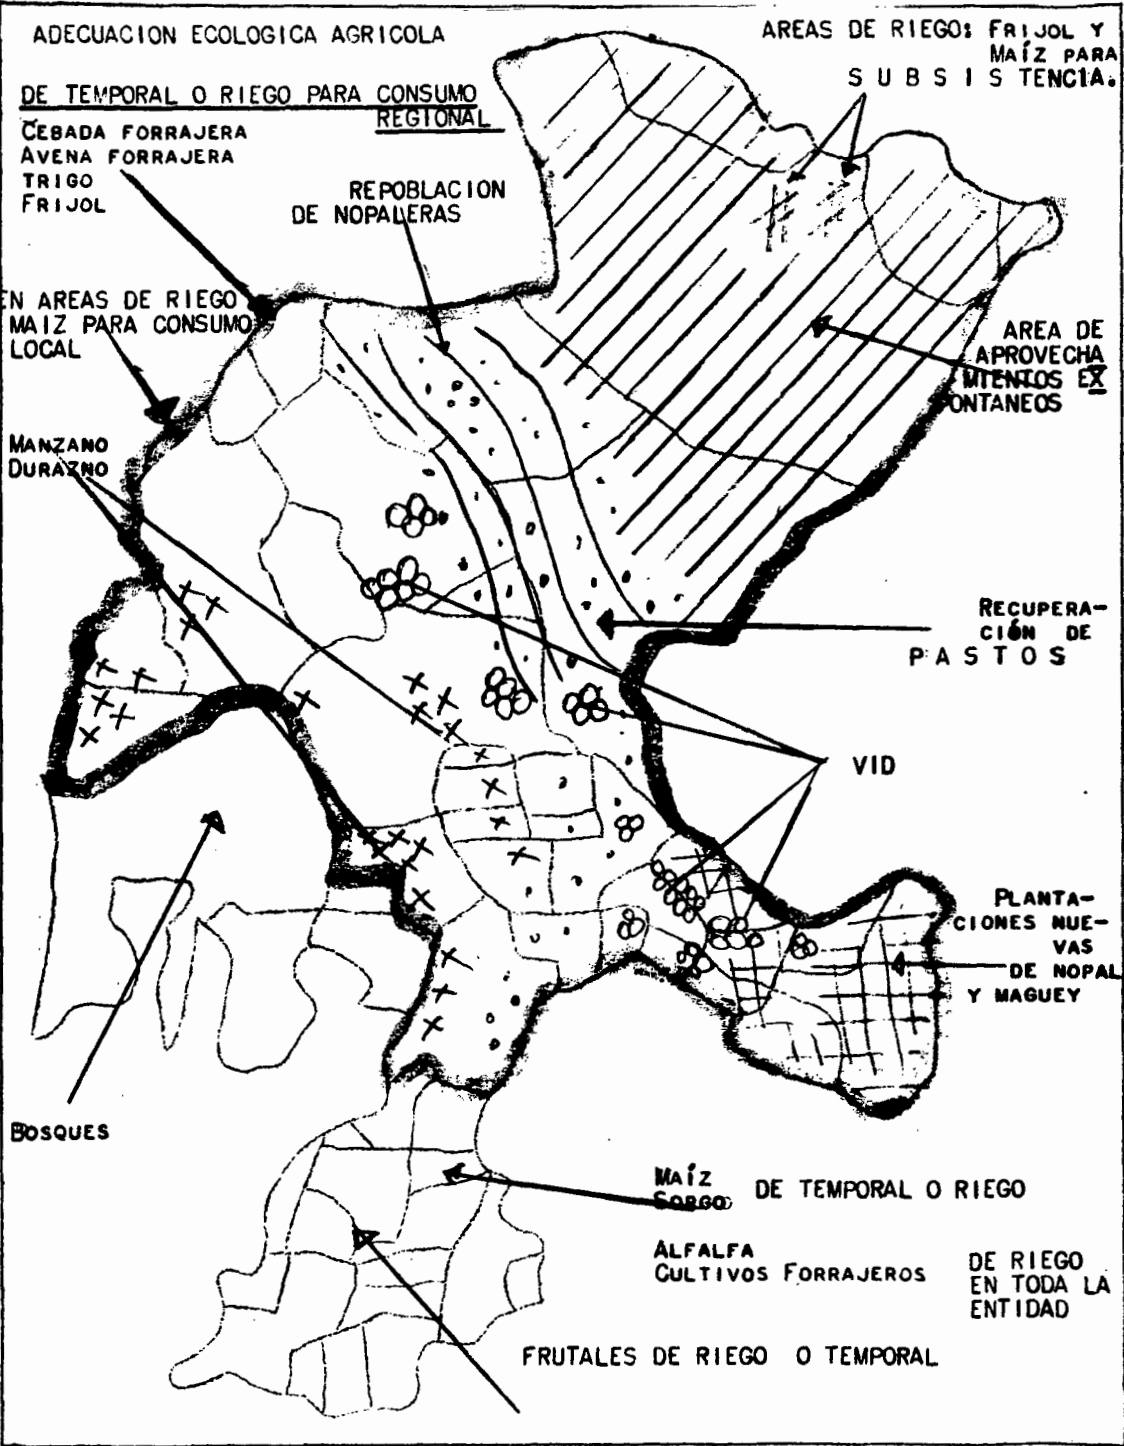 ADECUACION ECOLOGICA AGRICOLA
AREAS DE RIEGO: FRIJOL Y
MAÍZ PARA
SUBSISTENCIA.
DE TEMPORAL O RIEGO PARA CONSUMO
REGIONAL
CEBADA FORRAJERA
AVENA FORRAJERA
TRIGO
FRIJOL
REPOBLACION
DE NOPALERAS
EN AREAS DE RIEGO
MAIZ PARA CONSUMO
LOCAL
AREA DE
APROVECHA
MIENTOS EX
PONTANEOS
MANZANO
DURAZNO
RECUPERA-
CIÓN DE
PASTOS
VID
PLANTA-
CIONES NUE-
VAS
DE NOPAL
Y MAGUEY
BOSQUES
MAÍZ
SORGO
DE TEMPORAL O RIEGO
ALFALFA
CULTIVOS FORRAJEROS
DE RIEGO
EN TODA LA
ENTIDAD
FRUTALES DE RIEGO O TEMPORAL